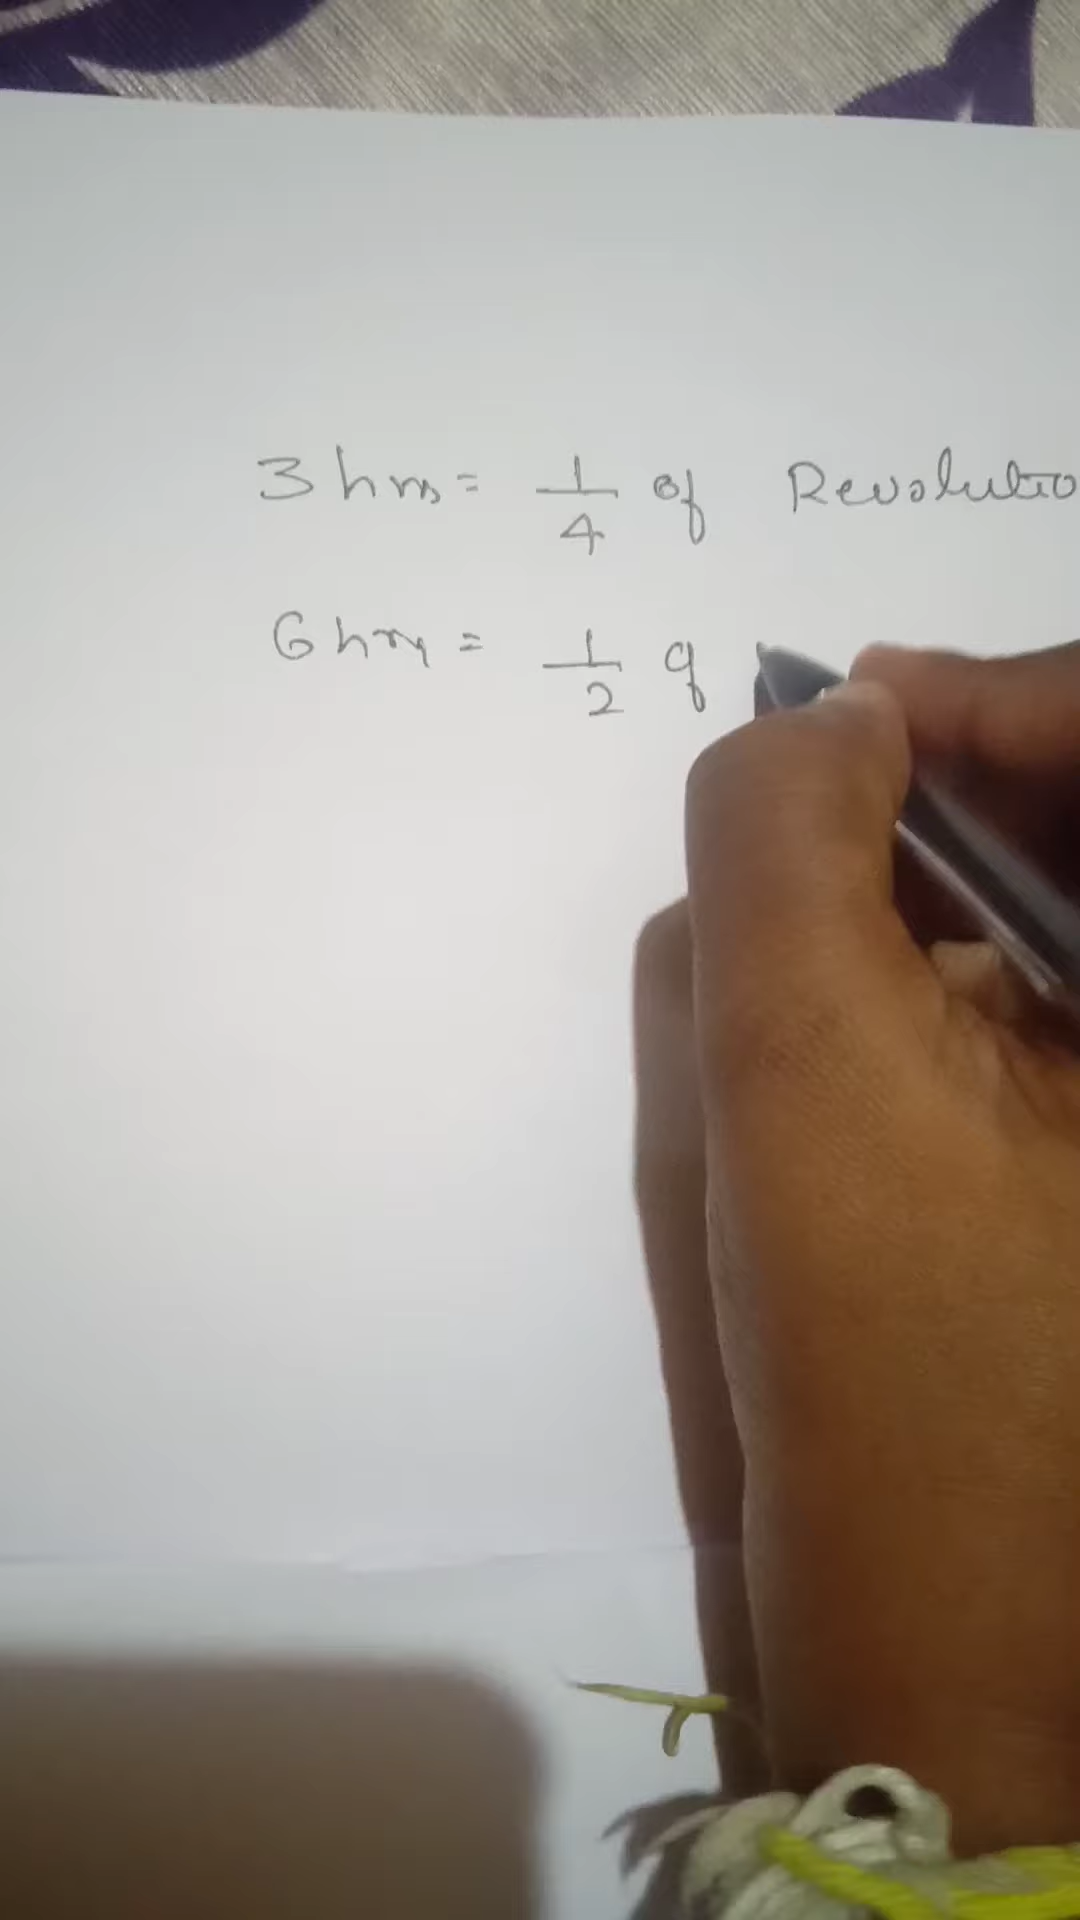 3 hrs = 1/4 of Revolutio
6 hrs = 1/2 of